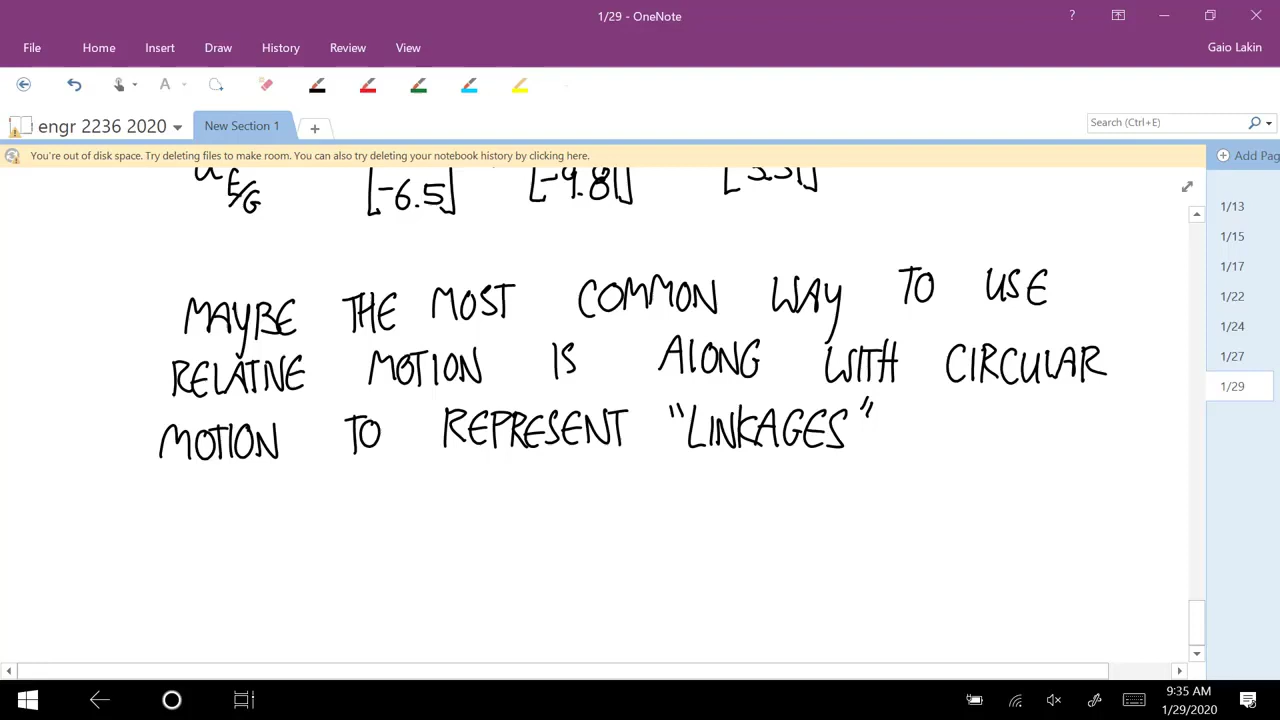 1/29 - OneNote
?
File Home Insert Draw History Review View
Gaio Lakin
A
engr 2236 2020
New Section 1
Search (Ctrl+E)
You're out of disk space. Try deleting files to make room. You can also try deleting your notebook history by clicking here.
Add Pag
E/G [-6.5] [-9.81]
MAYBE THE MOST COMMON WAY TO USE
RELATIVE MOTION IS ALONG WITH CIRCULAR
MOTION TO REPRESENT "LINKAGES"
1/13
1/15
1/17
1/22
1/24
1/27
1/29
9:35 AM
1/29/2020